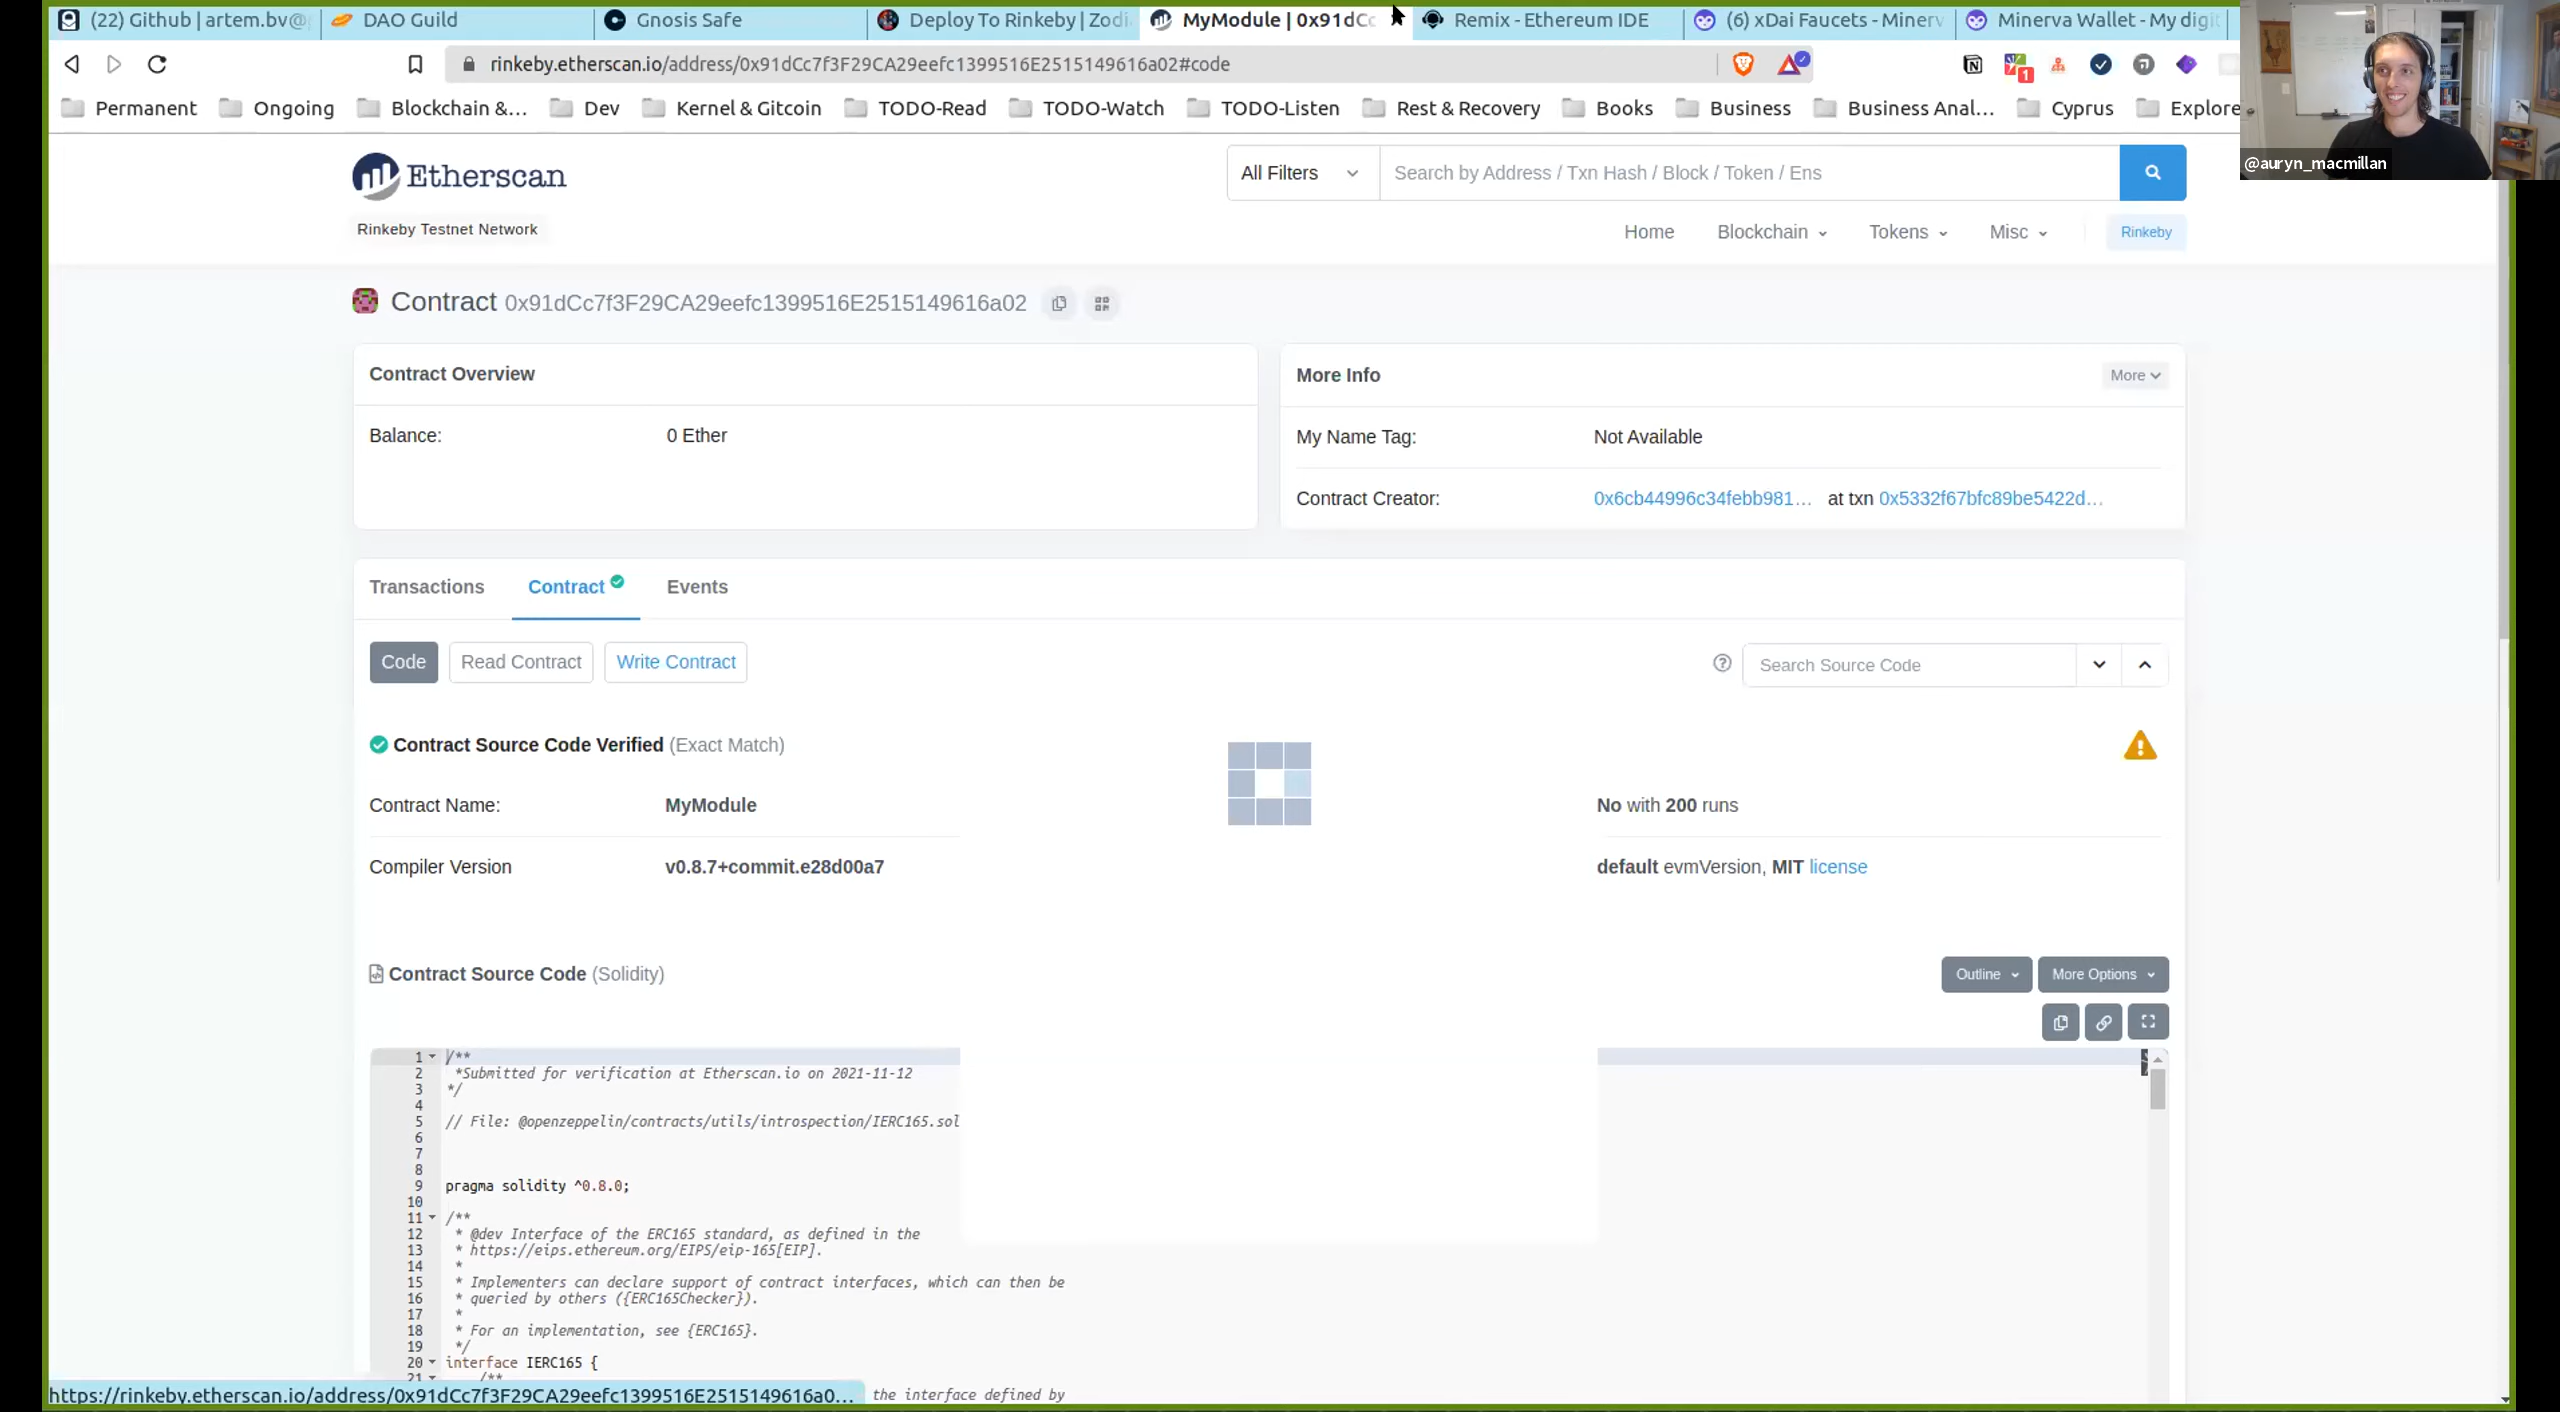 (22) Github | artem.bv@
DAO Guild
Gnosis Safe
Deploy To Rinkeby | Zodi
MyModule | 0x91dCc
Remix - Ethereum IDE
(6) xDai Faucets - Minerv
Minerva Wallet - My digit
rinkeby.etherscan.io/address/0x91dCc7f3F29CA29eefc1399516E2515149616a02#code
1
Permanent
Ongoing
Blockchain &...
Dev
Kernel & Gitcoin
TODO-Read
TODO-Watch
TODO-Listen
Rest & Recovery
Books
Business
Business Anal...
Cyprus
Explore
@auryn_macmillan
Etherscan
All Filters
Search by Address / Txn Hash / Block / Token / Ens
Rinkeby Testnet Network
Home
Blockchain
Tokens
Misc
Rinkeby
Contract 0x91dCc7f3F29CA29eefc1399516E2515149616a02
Contract Overview
Balance:
0 Ether
More Info
More
My Name Tag:
Not Available
Contract Creator:
0x6cb44996c34febb981... at txn 0x5332f67bfc89be5422d...
Transactions
Contract
Events
Code
Read Contract
Write Contract
Search Source Code
Contract Source Code Verified (Exact Match)
Contract Name:
MyModule
No with 200 runs
Compiler Version
v0.8.7+commit.e28d00a7
default evmVersion, MIT license
Contract Source Code (Solidity)
Outline
More Options
1 /**
2 *Submitted for verification at Etherscan.io on 2021-11-12
3 */
4
5 // File: @openzeppelin/contracts/utils/introspection/IERC165.sol
6
7
8
9 pragma solidity ^0.8.0;
10
11 /**
12 * @dev Interface of the ERC165 standard, as defined in the
13 * https://eips.ethereum.org/EIPS/eip-165[EIP].
14 *
15 * Implementers can declare support of contract interfaces, which can then be
16 * queried by others ({ERC165Checker}).
17 *
18 * For an implementation, see {ERC165}.
19 */
20 interface IERC165 {
21 /**
https://rinkeby.etherscan.io/address/0x91dCc7f3F29CA29eefc1399516E2515149616a0...
the interface defined by